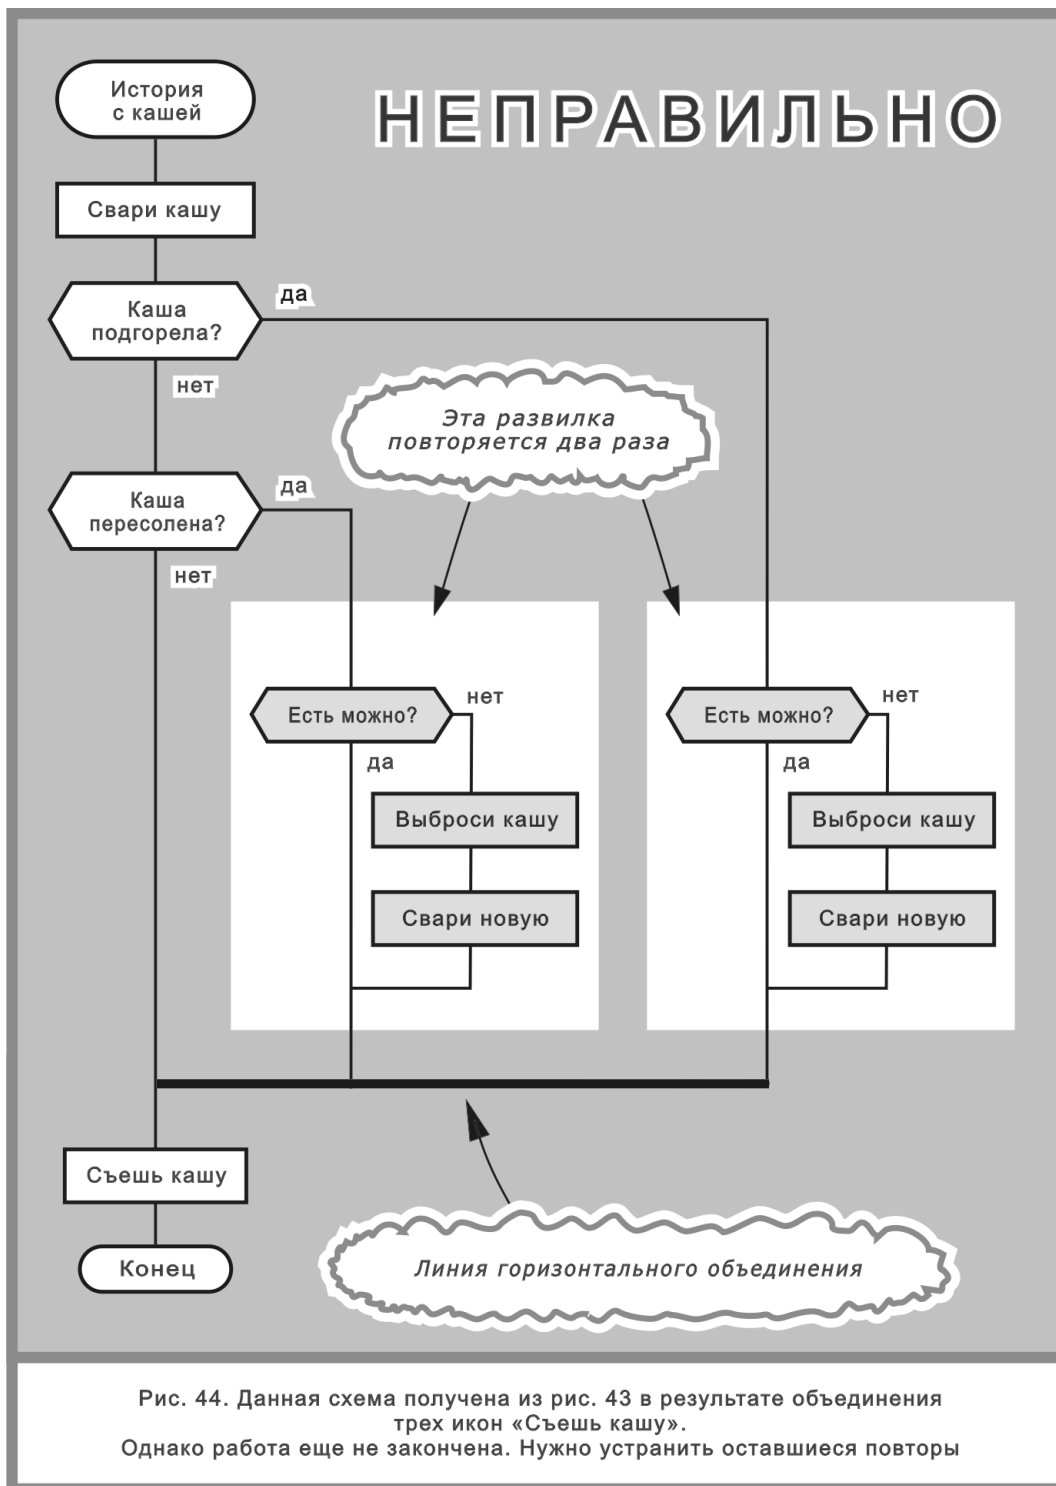 История
с кашей
НЕПРАВИЛЬНО
Свари кашу
Каша
подгорела?
да
нет
Эта развилка
повторяется два раза
Каша
пересолена?
да
нет
Есть можно?
нет
да
Выброси кашу
Свари новую
Есть можно?
нет
да
Выброси кашу
Свари новую
Съешь кашу
Конец
Линия горизонтального объединения
Рис. 44. Данная схема получена из рис. 43 в результате объединения
трех икон «Съешь кашу».
Однако работа еще не закончена. Нужно устранить оставшиеся повторы